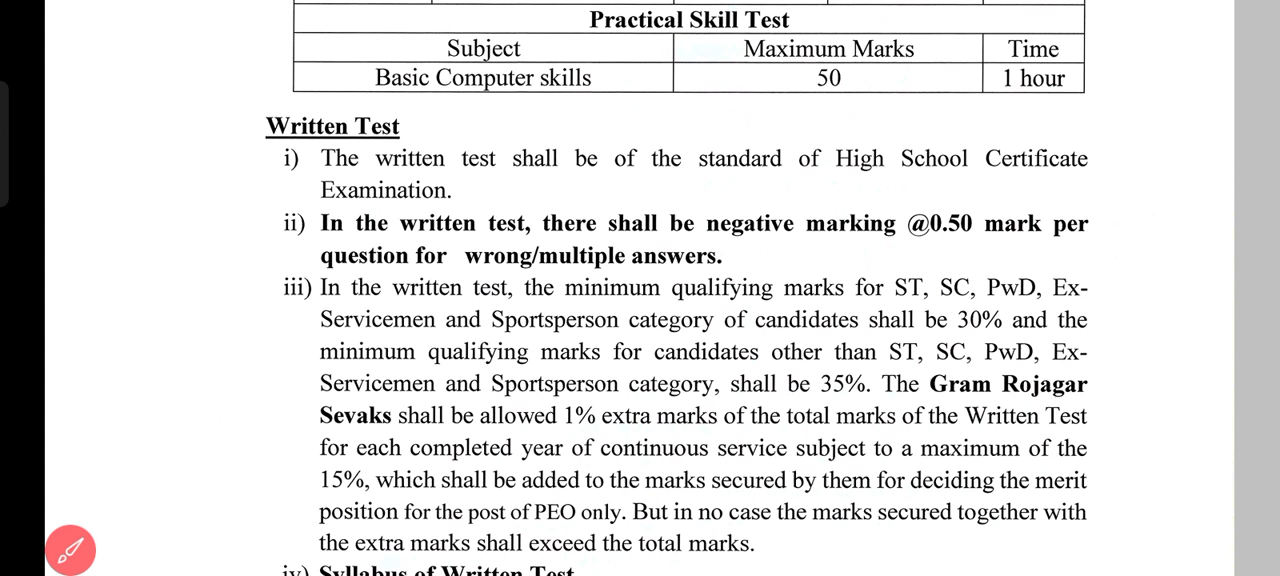 Practical Skill Test
Subject Maximum Marks Time
Basic Computer skills 50 1 hour
Written Test
i) The written test shall be of the standard of High School Certificate
Examination.
ii) In the written test, there shall be negative marking @0.50 mark per
question for wrong/multiple answers.
iii) In the written test, the minimum qualifying marks for ST, SC, PwD, Ex-
Servicemen and Sportsperson category of candidates shall be 30% and the
minimum qualifying marks for candidates other than ST, SC, PwD, Ex-
Servicemen and Sportsperson category, shall be 35%. The Gram Rojagar
Sevaks shall be allowed 1% extra marks of the total marks of the Written Test
for each completed year of continuous service subject to a maximum of the
15%, which shall be added to the marks secured by them for deciding the merit
position for the post of PEO only. But in no case the marks secured together with
the extra marks shall exceed the total marks.
iv) Syllabus of Written Test